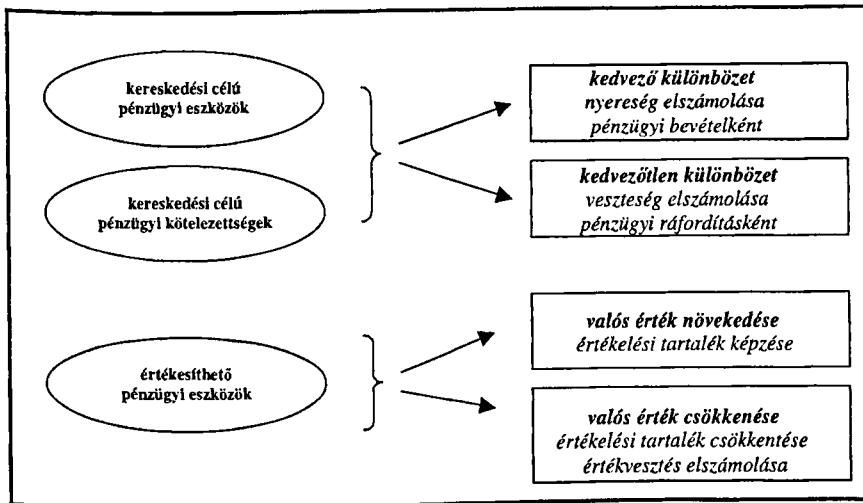 kereskedési célú
pénzügyi eszközök
kedvező különbözet
nyereség elszámolása
pénzügyi bevételként
kereskedési célú
pénzügyi kötelezettségek
kedvezőtlen különbözet
veszteség elszámolása
pénzügyi ráfordításként
értékesíthető
pénzügyi eszközök
valós érték növekedése
értékelési tartalék képzése
valós érték csökkenése
értékelési tartalék csökkentése
értékvesztés elszámolása